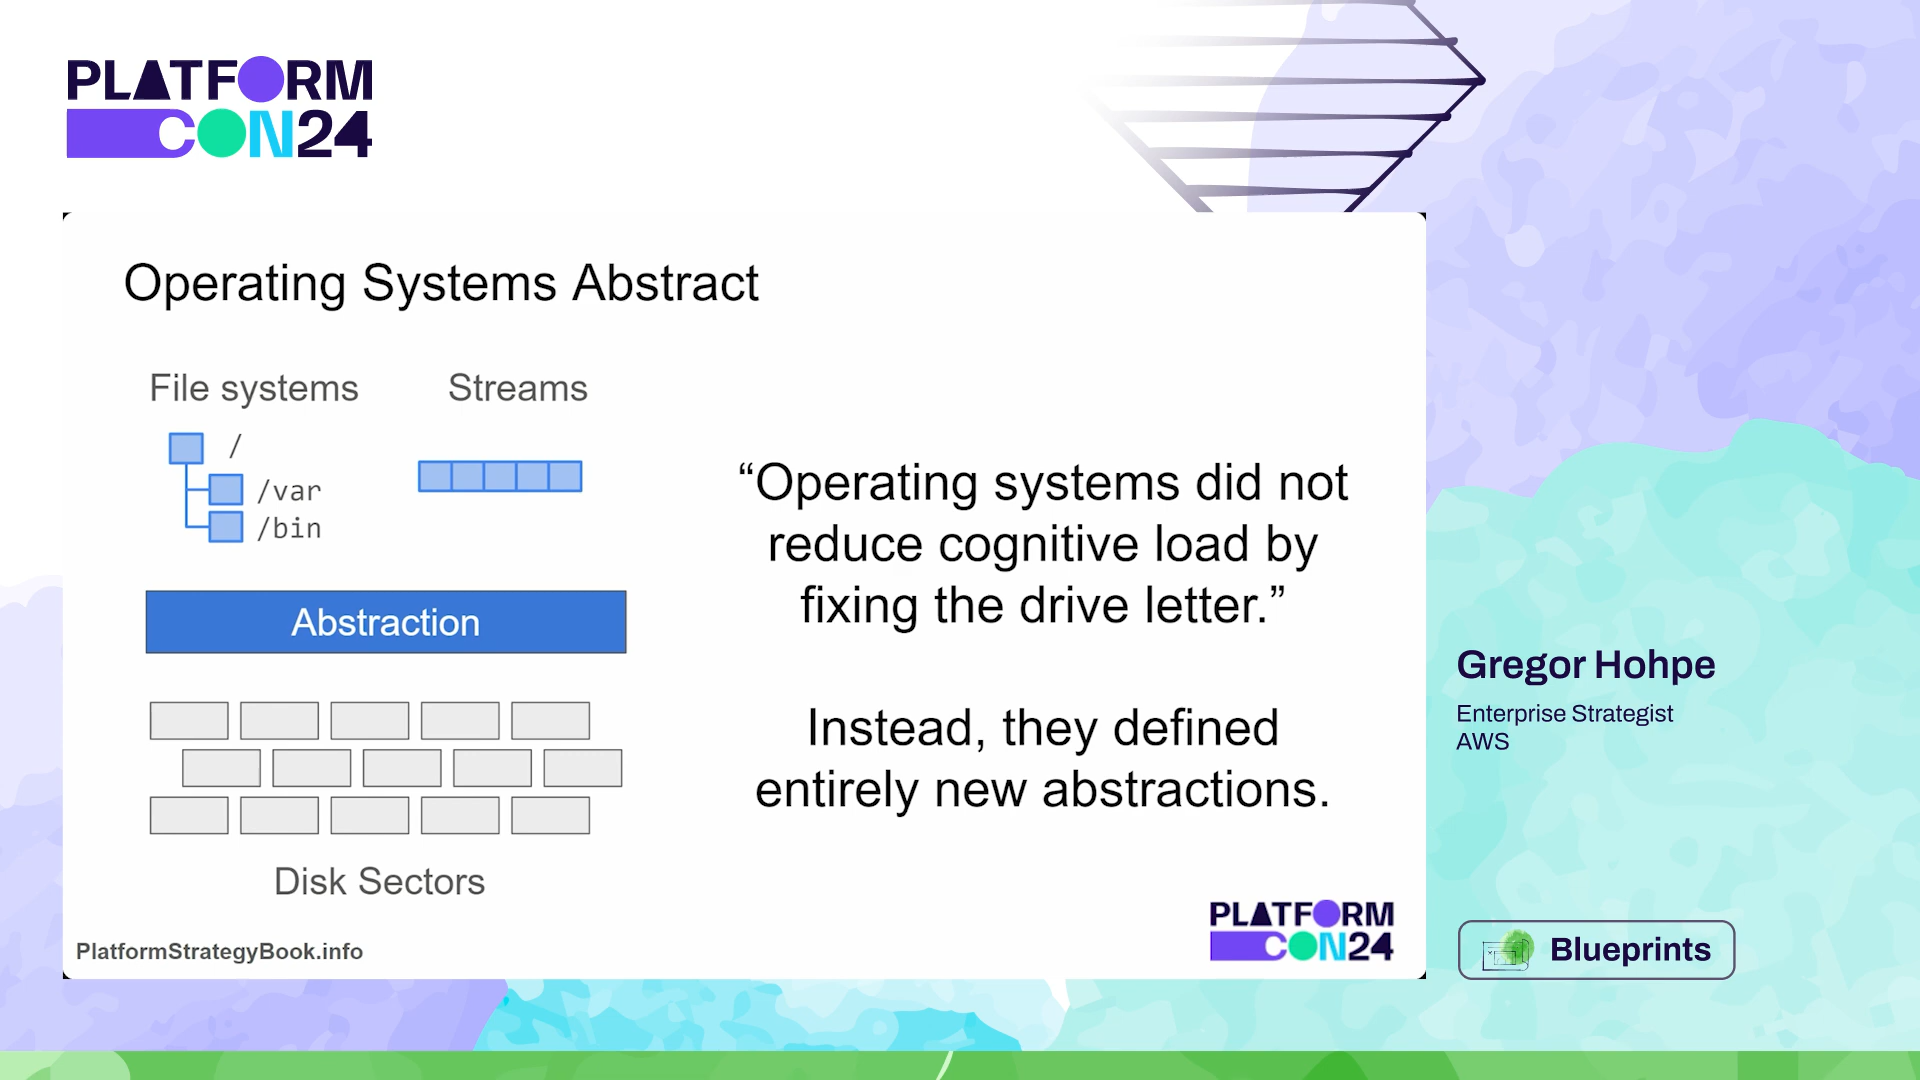 PLATFORM
CON24
Operating Systems Abstract
File systems
Streams
/
/var
/bin
Abstraction
Disk Sectors
“Operating systems did not
reduce cognitive load by
fixing the drive letter.”
Instead, they defined
entirely new abstractions.
PlatformStrategyBook.info
PLATFORM
CON24
Gregor Hohpe
Enterprise Strategist
AWS
Blueprints